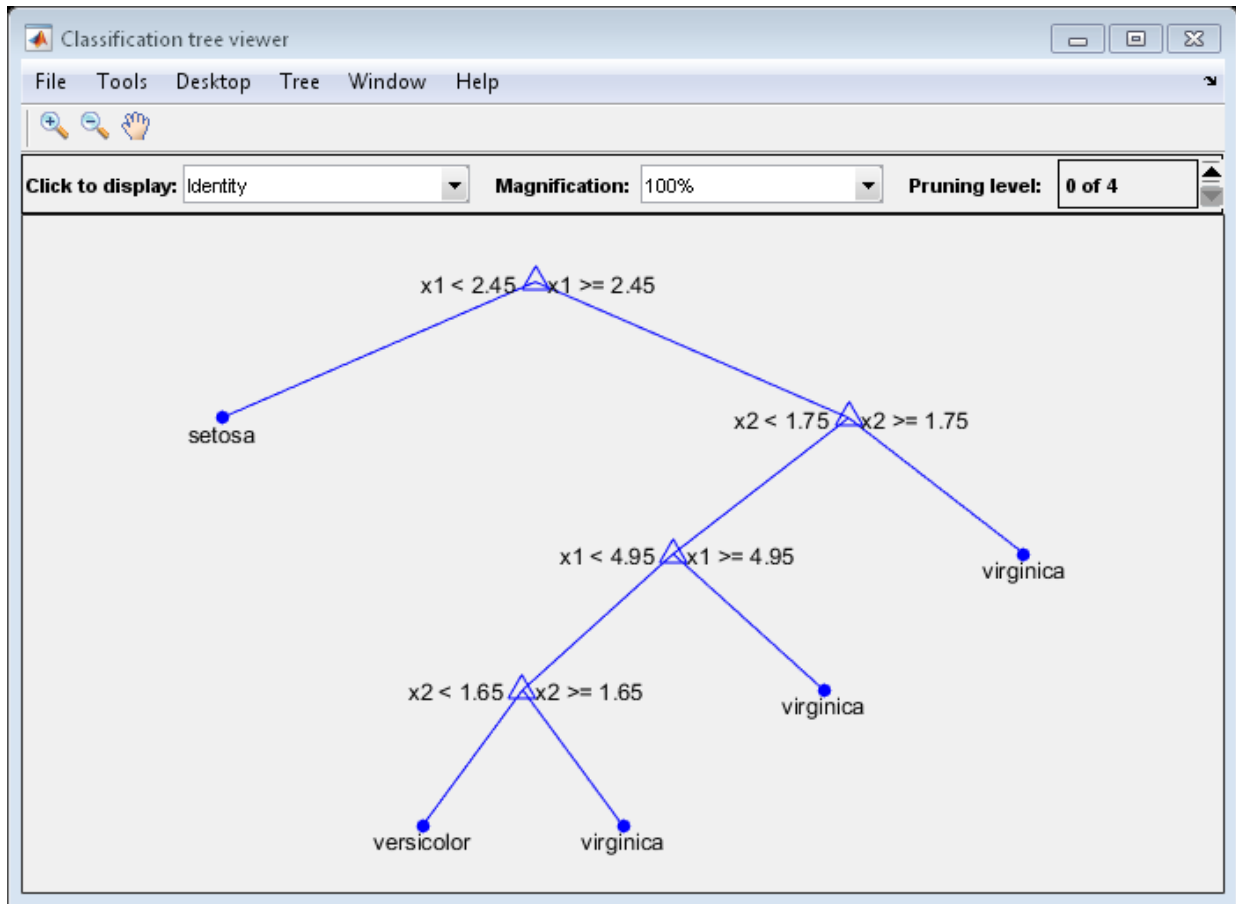 Classification tree viewer
File Tools Desktop Tree Window Help
Click to display: Identity Magnification: 100% Pruning level: 0 of 4
x1 < 2.45 x1 >= 2.45
setosa
x2 < 1.75 x2 >= 1.75
x1 < 4.95 x1 >= 4.95
virginica
x2 < 1.65 x2 >= 1.65
virginica
versicolor virginica